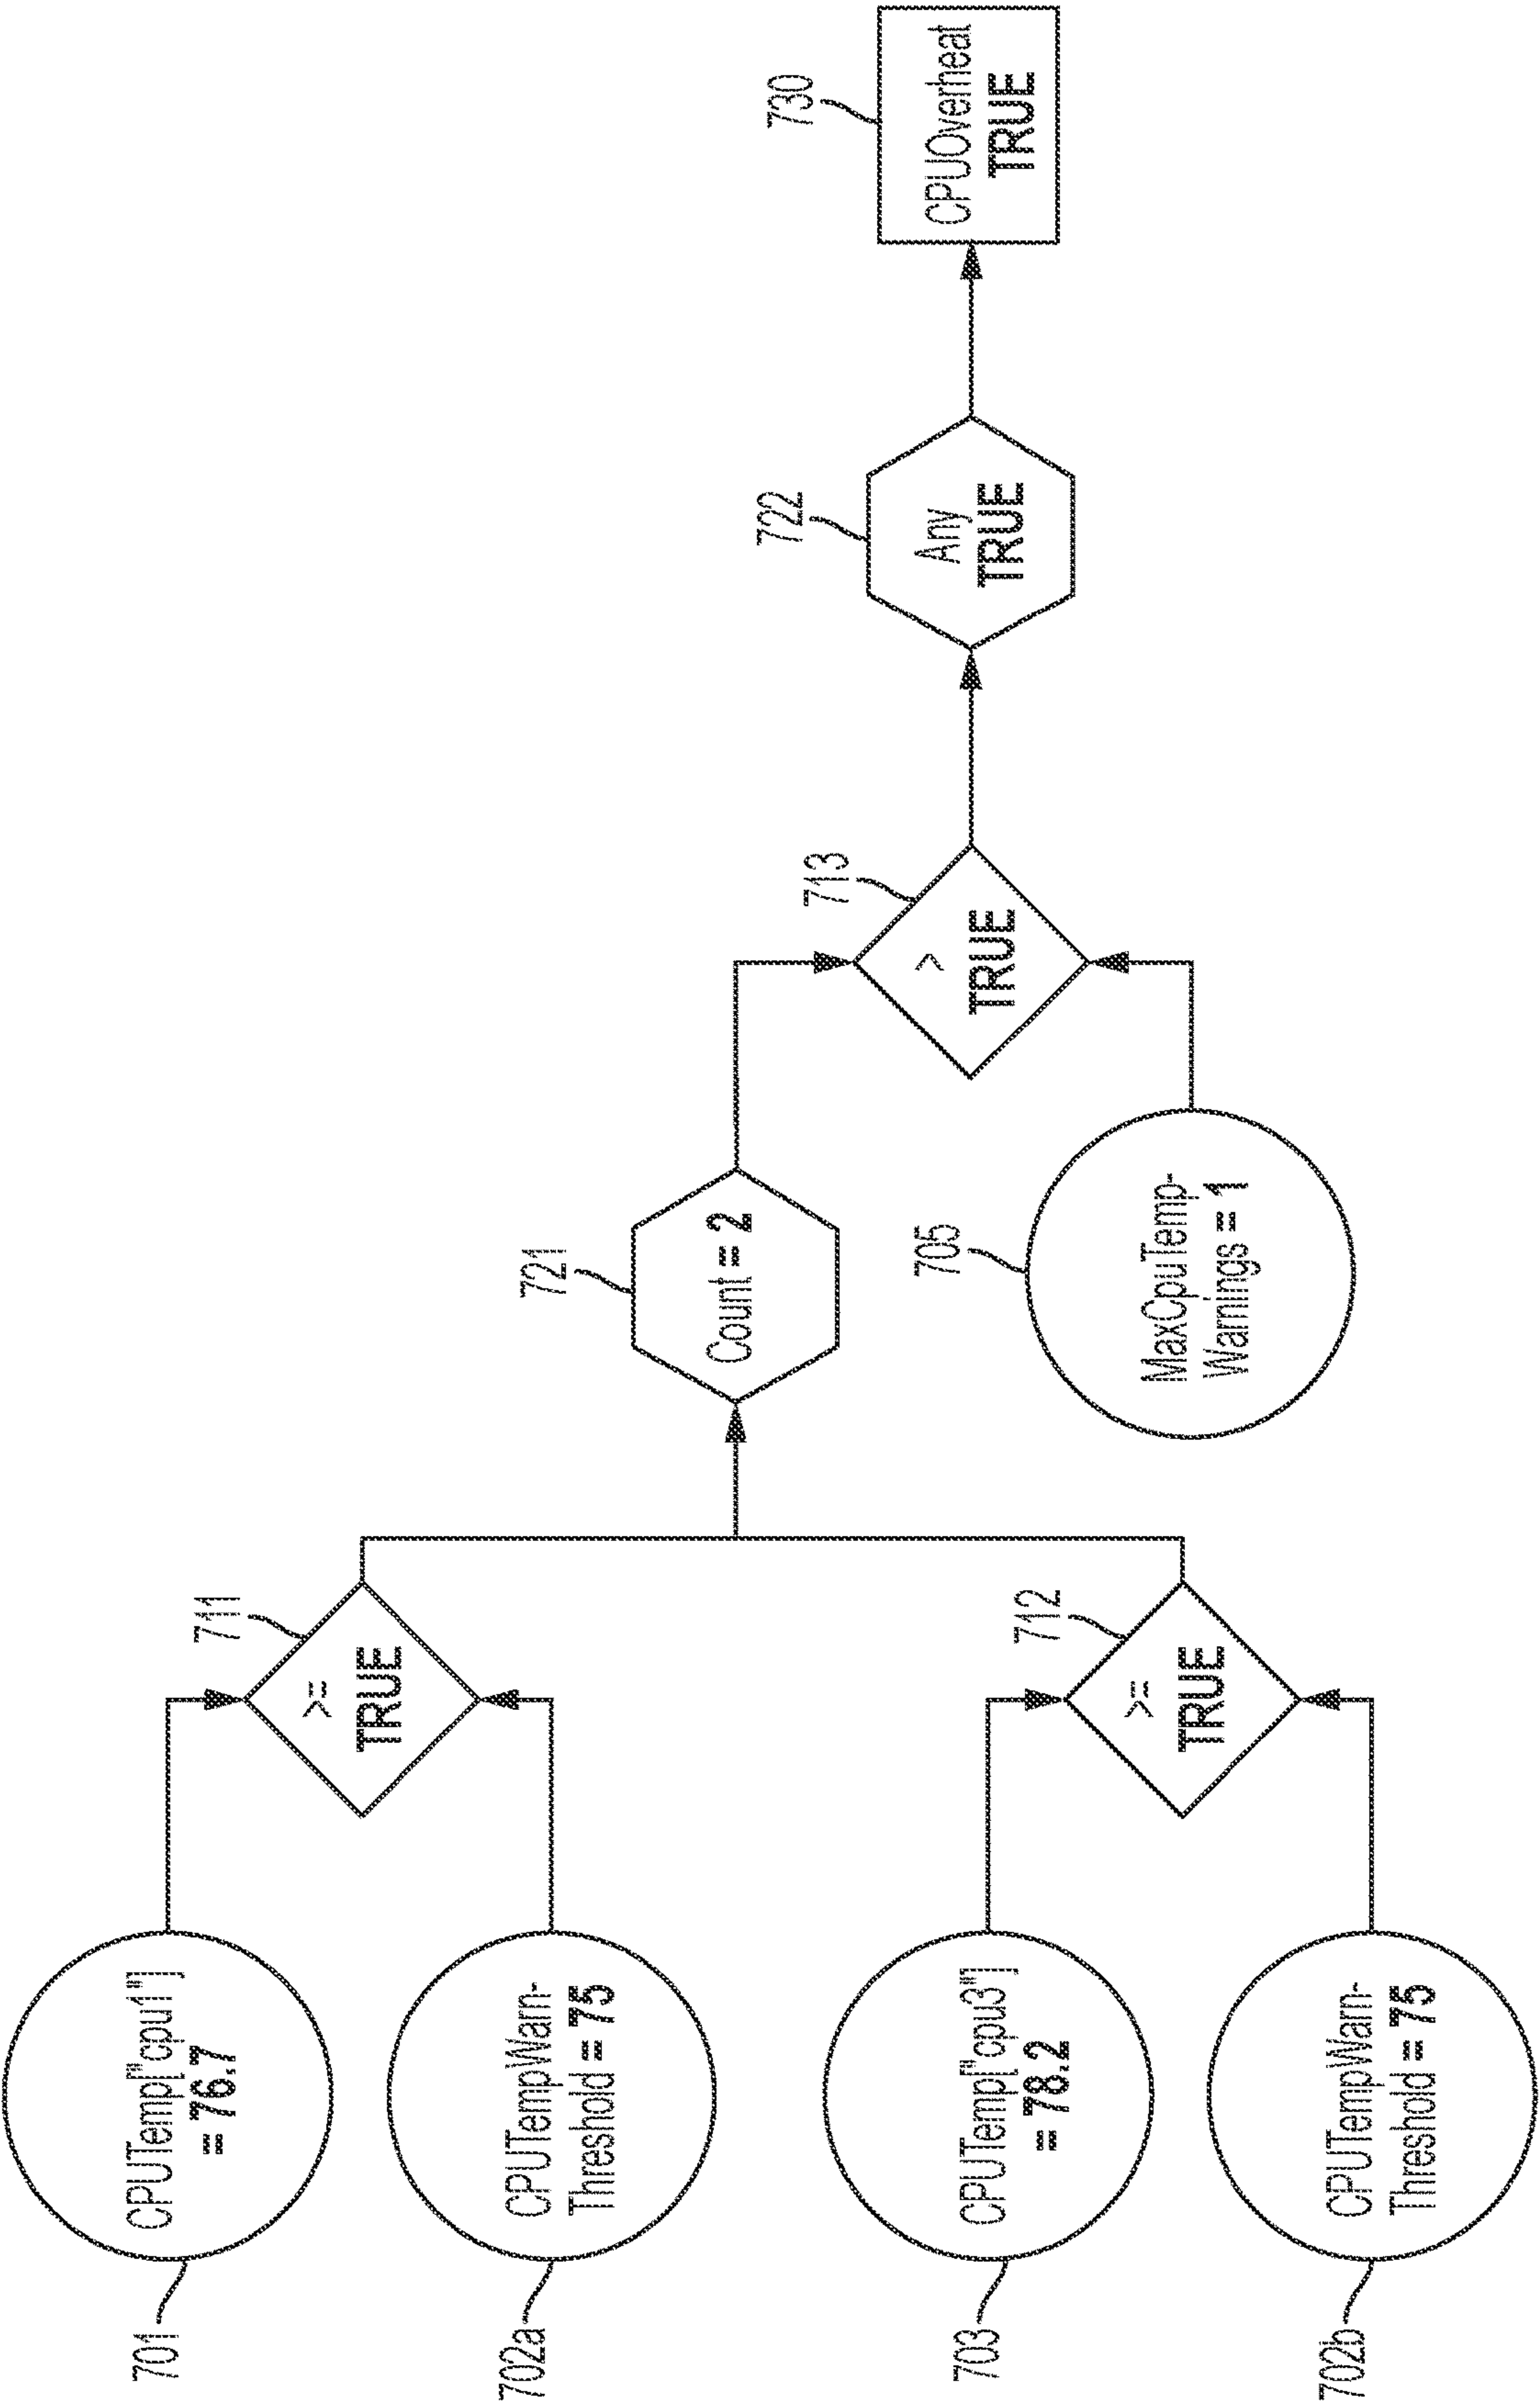 701
CPUTemp["cpu1"]
= 76.7
702a
CPUTempWarn-
Threshold = 75
711
>=
TRUE
703
CPUTemp["cpu3"]
= 78.2
702b
CPUTempWarn-
Threshold = 75
712
>=
TRUE
721
Count = 2
705
MaxCpuTemp-
Warnings = 1
713
>
TRUE
722
Any
TRUE
730
CPUOverheat
TRUE